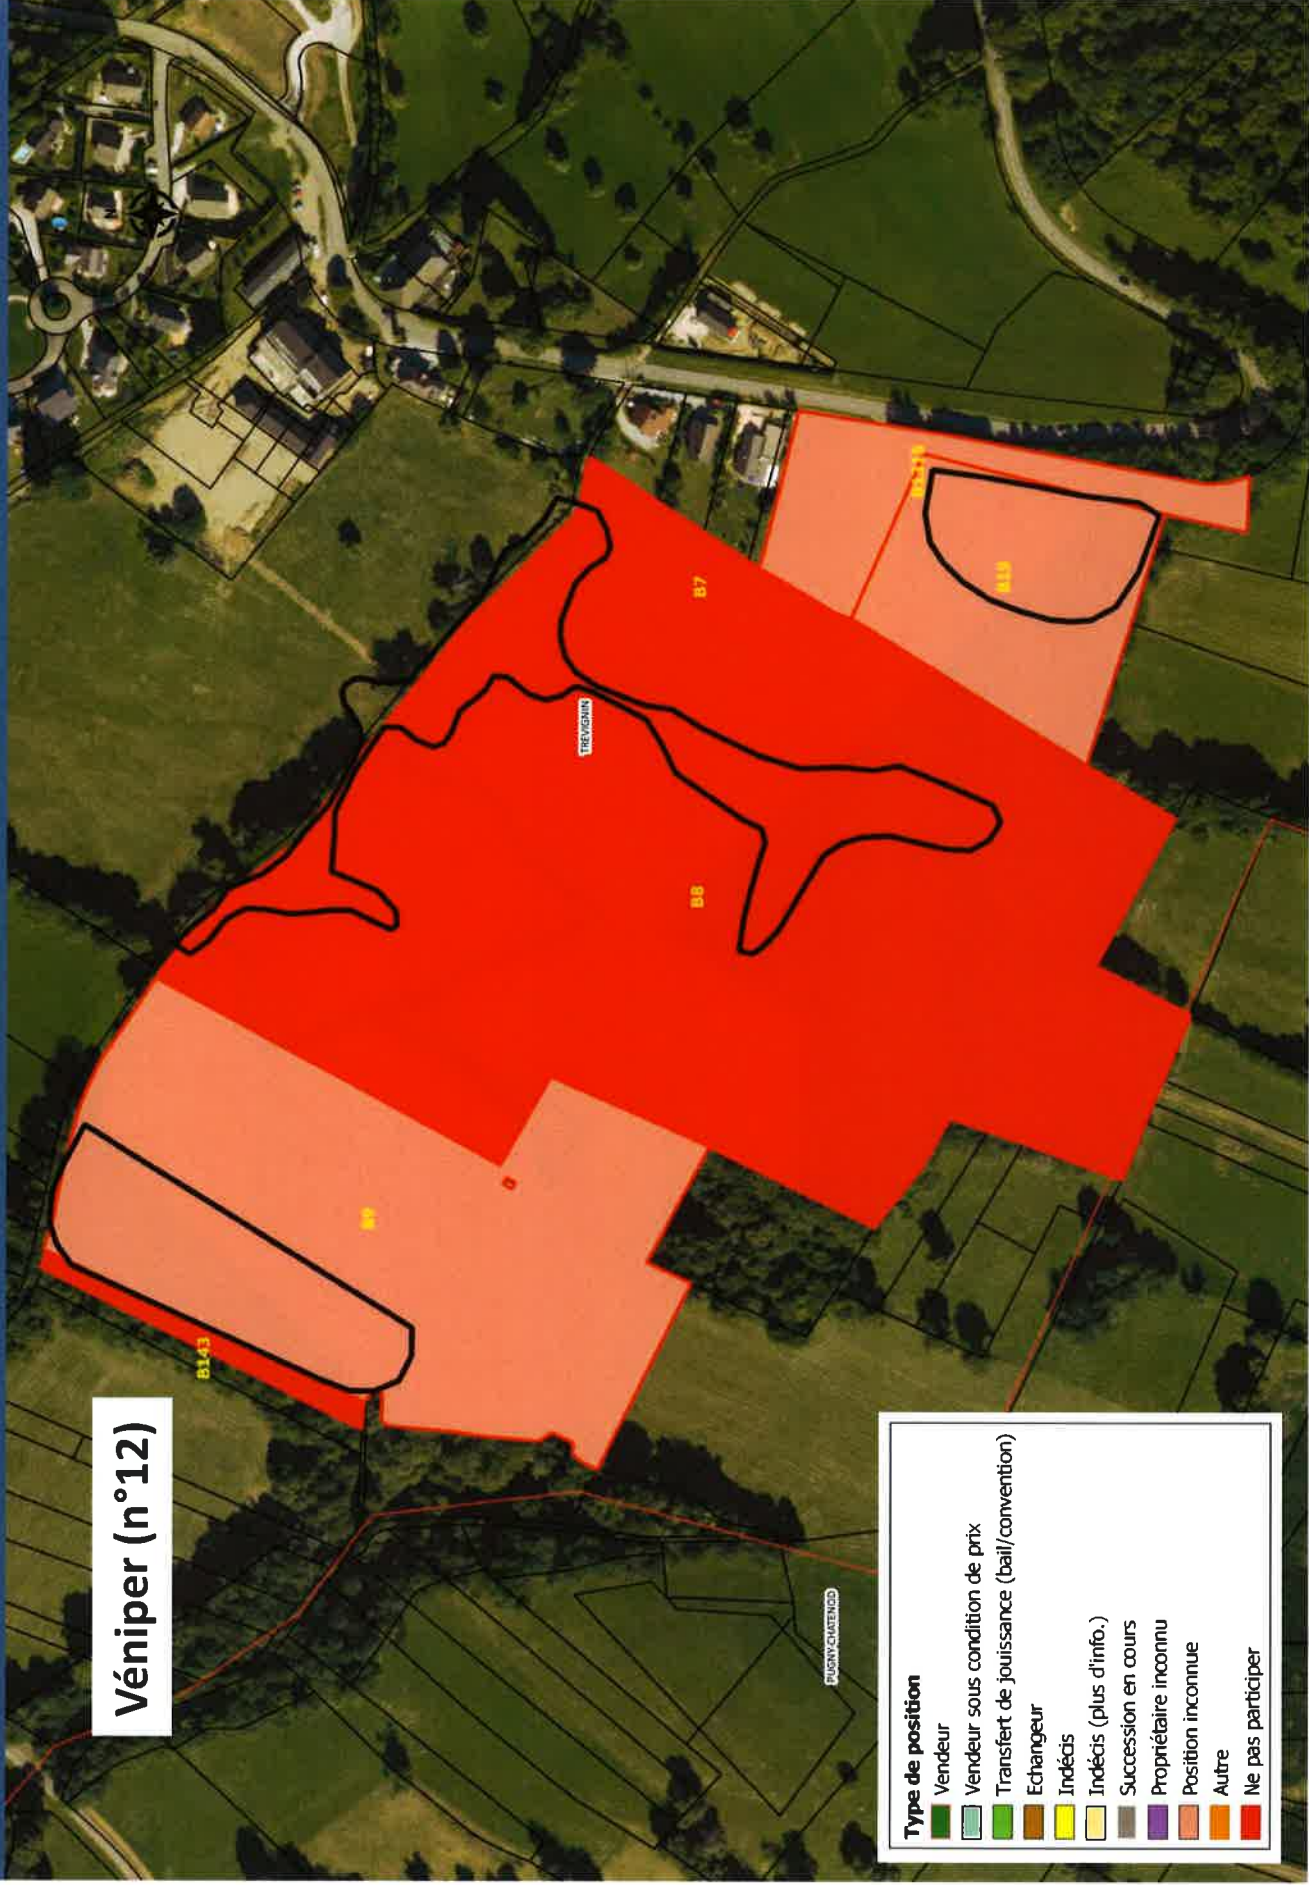 Véniper (n°12)
N
B143
B9
B8
B7
B19
TREVIGNIN
PUGNY-CHATENOD
Type de position
Vendeur
Vendeur sous condition de prix
Transfert de jouissance (bail/convention)
Echangeur
Indécis
Indécis (plus d'info.)
Succession en cours
Propriétaire inconnu
Position inconnue
Autre
Ne pas participer